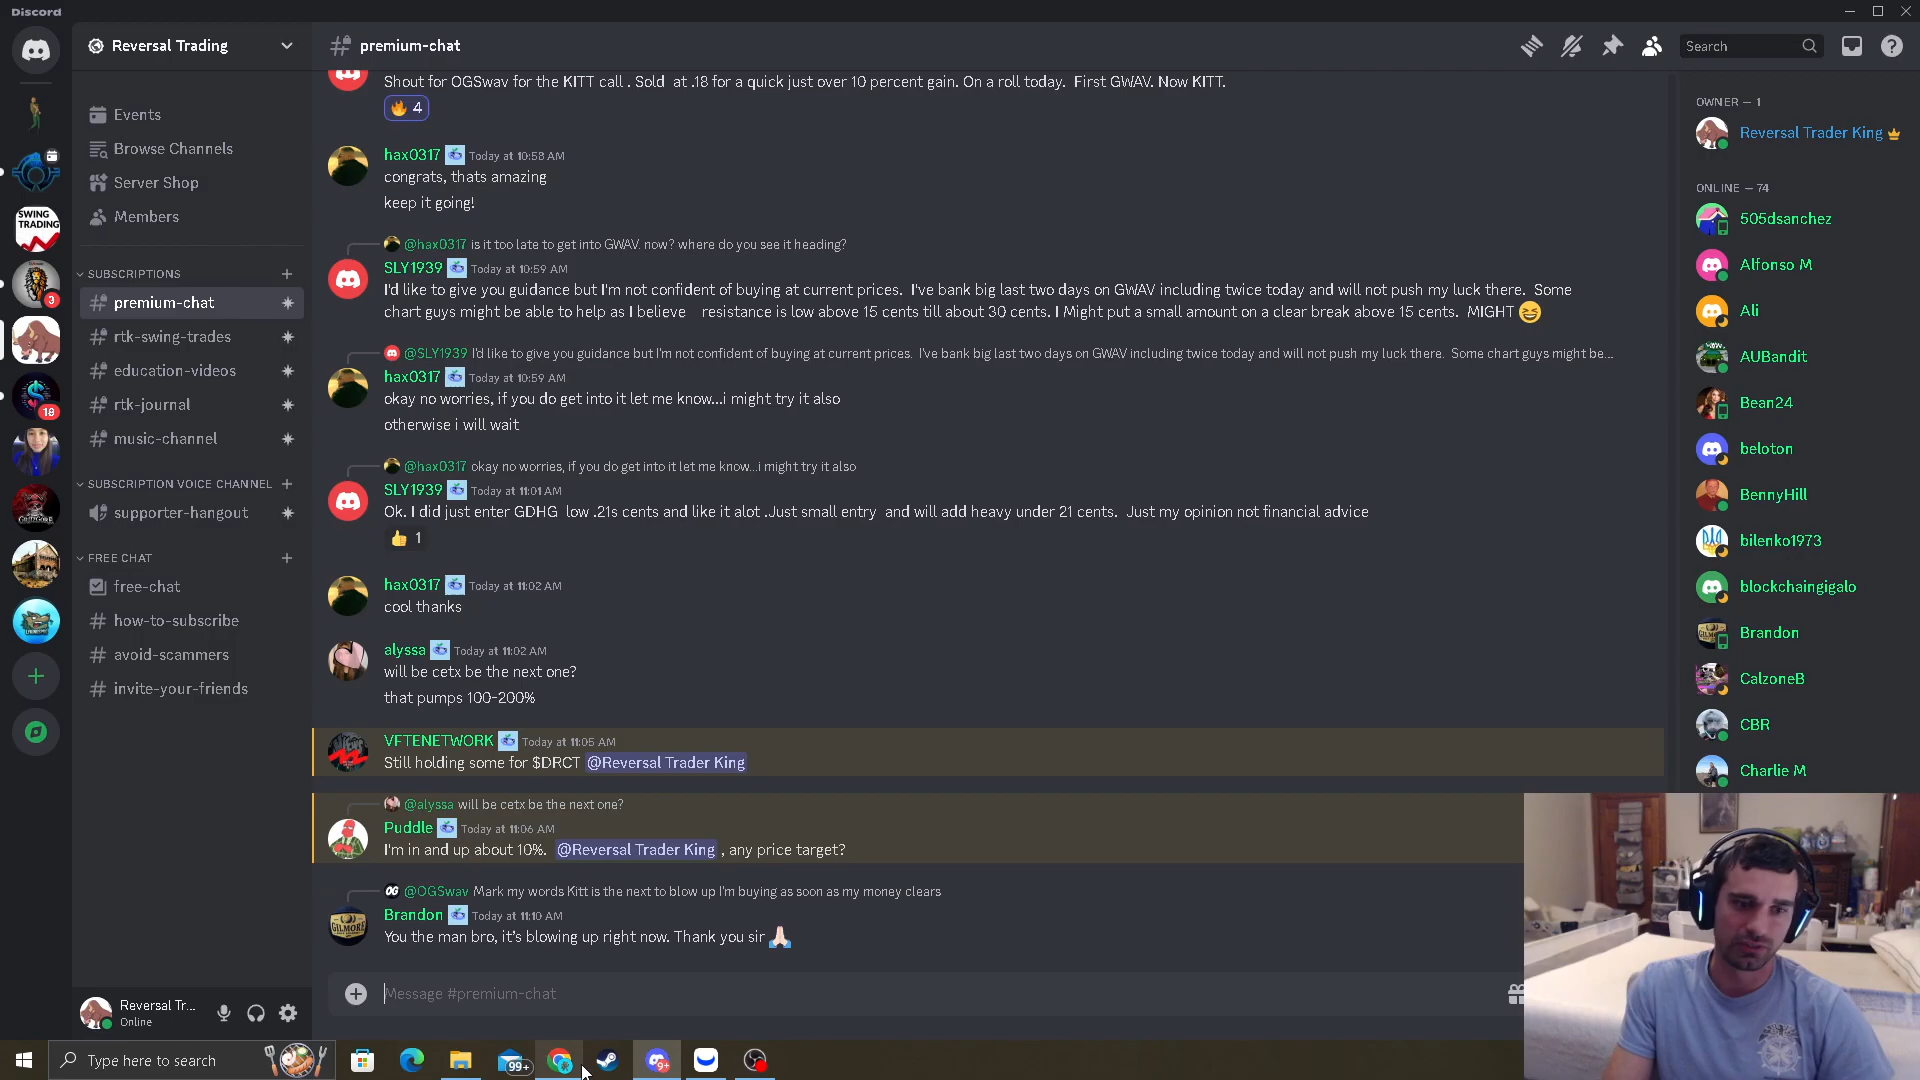 Discord
Reversal Trading
premium-chat
Search
Events
Browse Channels
Server Shop
Members
SUBSCRIPTIONS
premium-chat
rtk-swing-trades
education-videos
rtk-journal
music-channel
SUBSCRIPTION VOICE CHANNEL
supporter-hangout
FREE CHAT
free-chat
how-to-subscribe
avoid-scammers
invite-your-friends
SWING
TRADING
3
18
Reversal Tr...
Online
Shout for OGSwav for the KITT call . Sold at .18 for a quick just over 10 percent gain. On a roll today. First GWAV. Now KITT.
4
hax0317 Today at 10:58 AM
congrats, thats amazing
keep it going!
@hax0317 is it too late to get into GWAV. now? where do you see it heading?
SLY1939 Today at 10:59 AM
I'd like to give you guidance but I'm not confident of buying at current prices. I've bank big last two days on GWAV including twice today and will not push my luck there. Some
chart guys might be able to help as I believe resistance is low above 15 cents till about 30 cents. I Might put a small amount on a clear break above 15 cents. MIGHT
@SLY1939 I'd like to give you guidance but I'm not confident of buying at current prices. I've bank big last two days on GWAV including twice today and will not push my luck there. Some chart guys might be...
hax0317 Today at 10:59 AM
okay no worries, if you do get into it let me know...i might try it also
otherwise i will wait
@hax0317 okay no worries, if you do get into it let me know...i might try it also
SLY1939 Today at 11:01 AM
Ok. I did just enter GDHG low .21s cents and like it alot .Just small entry and will add heavy under 21 cents. Just my opinion not financial advice
1
hax0317 Today at 11:02 AM
cool thanks
alyssa Today at 11:02 AM
will be cetx be the next one?
that pumps 100-200%
VFTENETWORK Today at 11:05 AM
Still holding some for $DRCT @Reversal Trader King
@alyssa will be cetx be the next one?
Puddle Today at 11:06 AM
I'm in and up about 10%. @Reversal Trader King , any price target?
OG @OGSwav Mark my words Kitt is the next to blow up I'm buying as soon as my money clears
Brandon Today at 11:10 AM
You the man bro, it's blowing up right now. Thank you sir
GILMORE
Message #premium-chat
OWNER — 1
Reversal Trader King
ONLINE — 74
505dsanchez
Alfonso M
Ali
AUBandit
Bean24
beloton
BennyHill
bilenko1973
blockchaingigalo
Brandon
CalzoneB
CBR
Charlie M
Type here to search
99+
9+